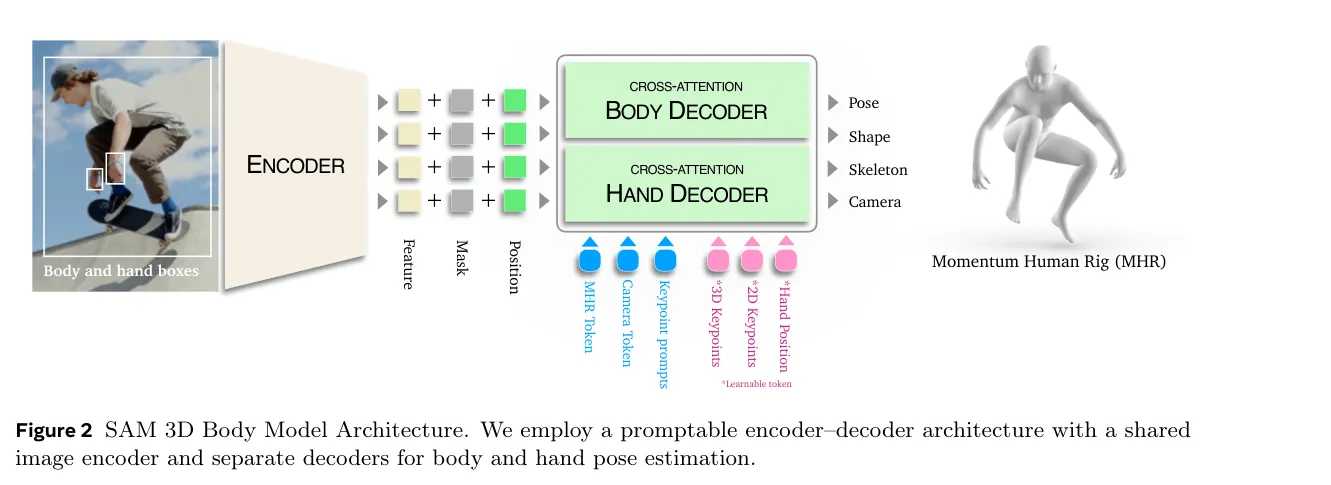 Body and hand boxes
ENCODER
Feature
Mask
Position
+ + 
+ + 
+ + 
+ + 
CROSS-ATTENTION
BODY DECODER
CROSS-ATTENTION
HAND DECODER
MHR Token
Camera Token
Keypoint prompts
*3D Keypoints
*2D Keypoints
*Hand Position
*Learnable token
Pose
Shape
Skeleton
Camera
Momentum Human Rig (MHR)
Figure 2 SAM 3D Body Model Architecture. We employ a promptable encoder–decoder architecture with a shared
image encoder and separate decoders for body and hand pose estimation.